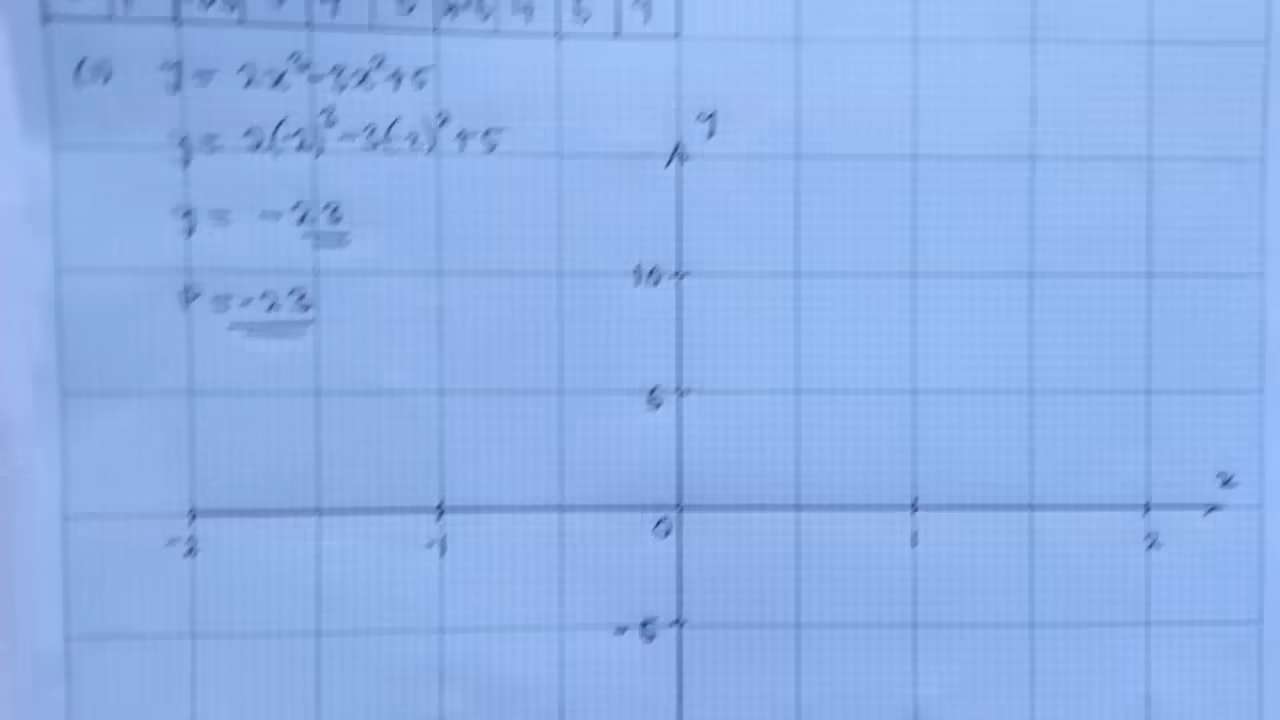 y = 2x³-3x²+5
y = 2(-2)³-3(-2)²+5
y = -23
P = -23
y
10
5
x
-2 -1 0 1 2
-5